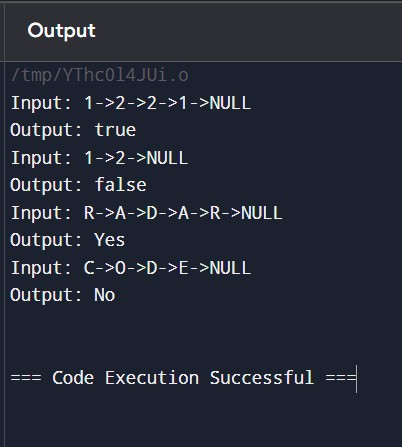 Output
/tmp/YThc0l4JUi.o
Input: 1->2->2->1->NULL
Output: true
Input: 1->2->NULL
Output: false
Input: R->A->D->A->R->NULL
Output: Yes
Input: C->O->D->E->NULL
Output: No
=== Code Execution Successful ===